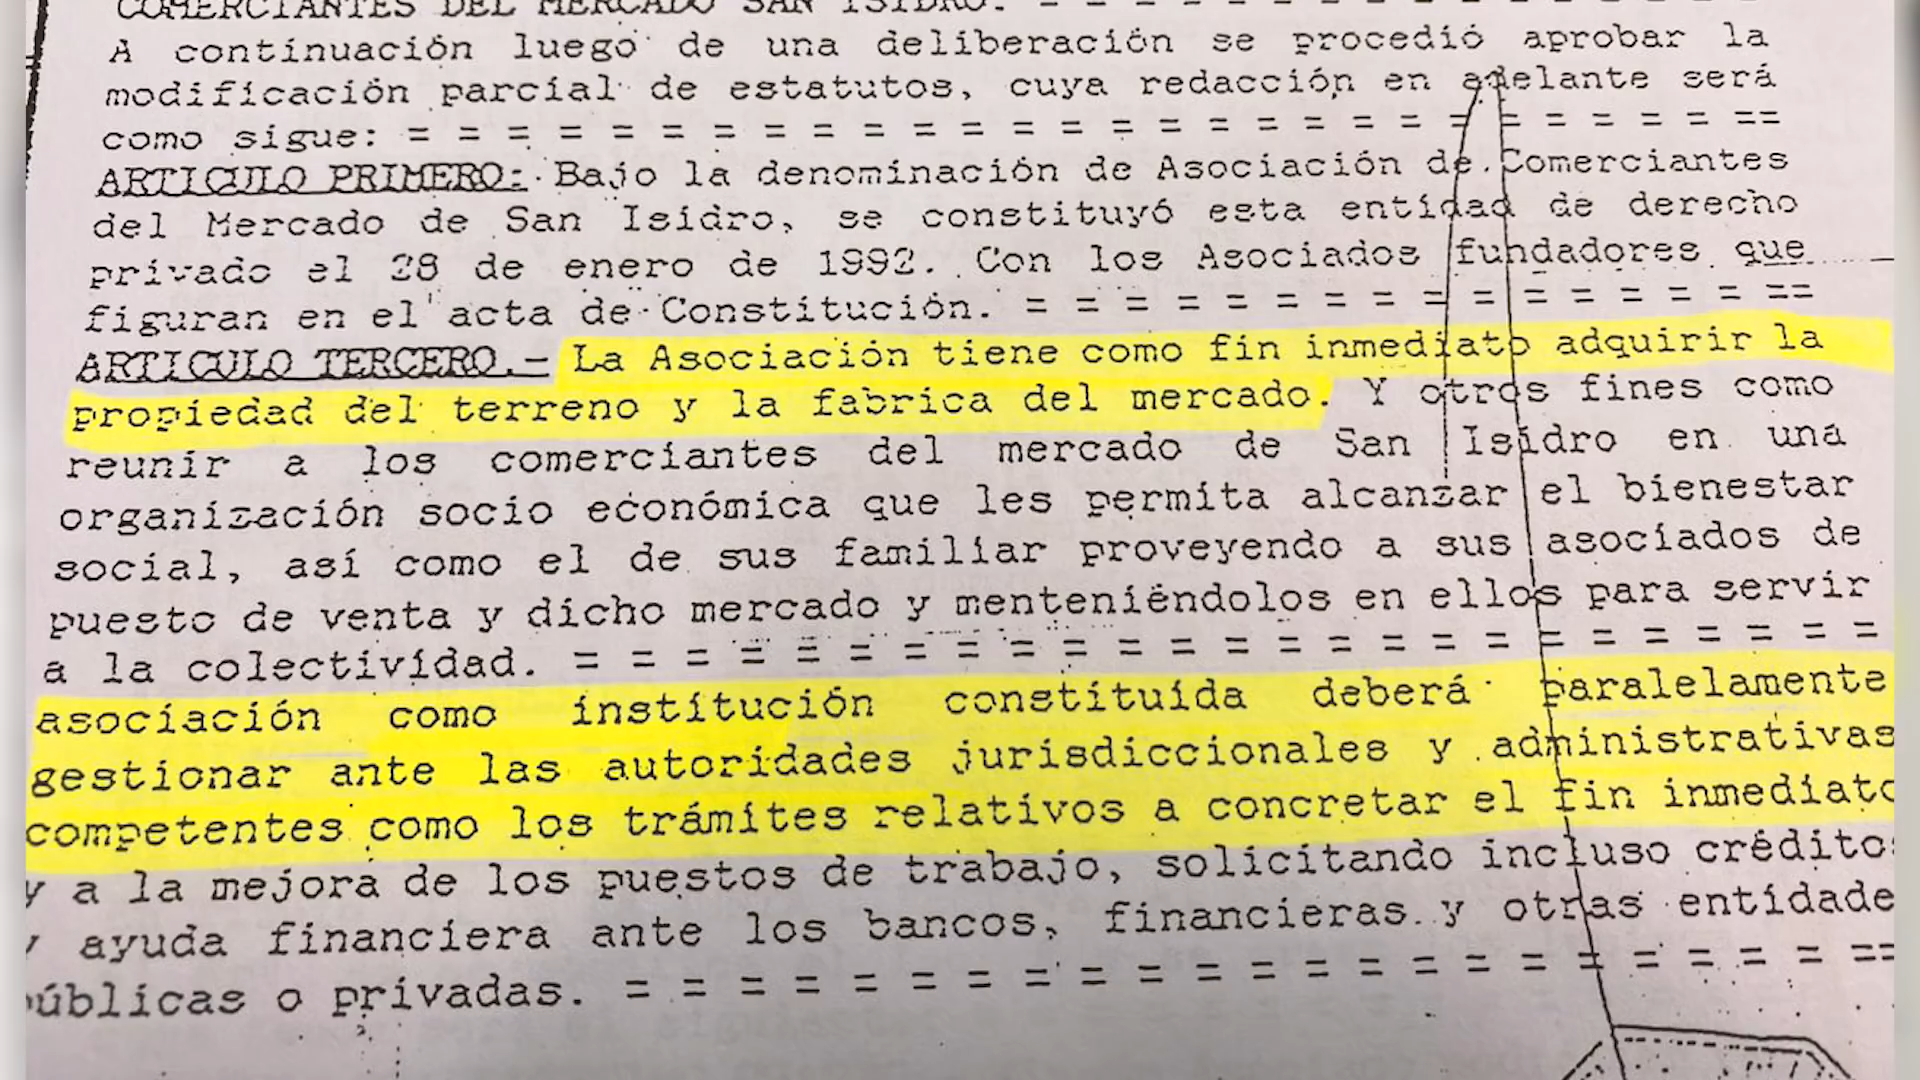 COMERCIANTES DEL MERCADO SAN ISIDRO. = = = = = = = = = = = = = =
A continuación luego de una deliberación se procedió aprobar la
modificación parcial de estatutos, cuya redacción en adelante será
como sigue: = = = = = = = = = = = = = = = = = = = = = = = = = ==
ARTICULO PRIMERO: Bajo la denominación de Asociación de Comerciantes
del Mercado de San Isidro, se constituyó esta entidad de derecho
privado el 28 de enero de 1992. Con los Asociados fundadores que
figuran en el acta de Constitución. = = = = = = = = = = = = = = = ==
ARTICULO TERCERO.- La Asociación tiene como fin inmediato adquirir la
propiedad del terreno y la fabrica del mercado. Y otros fines como
reunir a los comerciantes del mercado de San Isidro en una
organización socio económica que les permita alcanzar el bienestar
social, así como el de sus familiar proveyendo a sus asociados de
puesto de venta y dicho mercado y menteniéndolos en ellos para servir
a la colectividad. = = = = = = = = = = = = = = = = = = = = = = = = =
asociación como institución constituída deberá paralelamente
gestionar ante las autoridades jurisdiccionales y administrativas
competentes como los trámites relativos a concretar el fin inmediato
y a la mejora de los puestos de trabajo, solicitando incluso crédito
y ayuda financiera ante los bancos, financieras y otras entidade
públicas o privadas. = = = = = = = = = = = = = = = = = = = = = = = ==